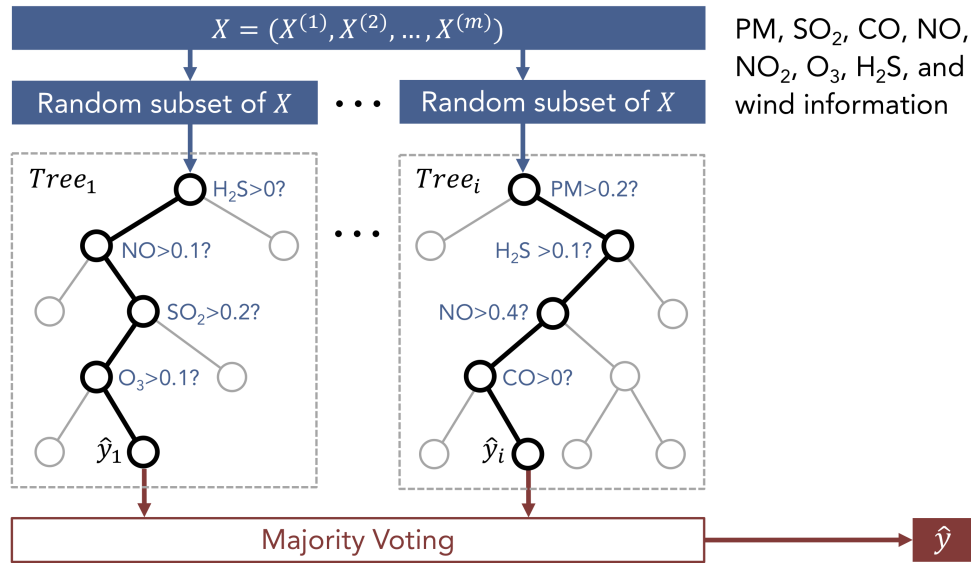 X = (X⁽¹⁾, X⁽²⁾, …, X⁽ᵐ⁾)
PM, SO₂, CO, NO,
NO₂, O₃, H₂S, and
wind information
Random subset of X
• • •
Random subset of X
Tree₁
H₂S>0?
NO>0.1?
SO₂>0.2?
O₃>0.1?
ŷ₁
• • •
Treeᵢ
PM>0.2?
H₂S >0.1?
NO>0.4?
CO>0?
ŷᵢ
Majority Voting
ŷ